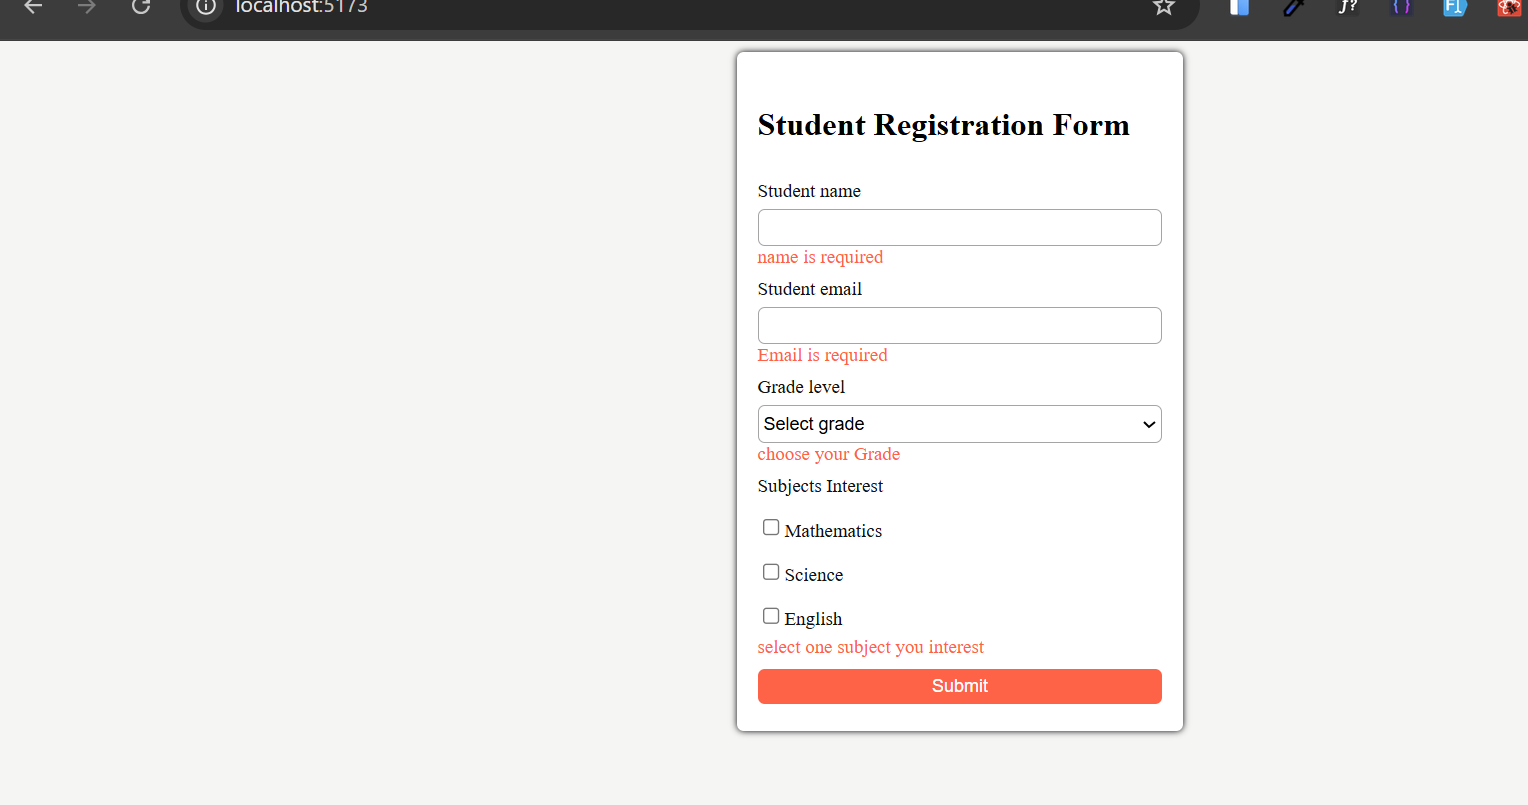 localhost:5173
ƒ?
{ }
F
Student Registration Form
Student name
name is required
Student email
Email is required
Grade level
Select grade
choose your Grade
Subjects Interest
Mathematics
Science
English
select one subject you interest
Submit